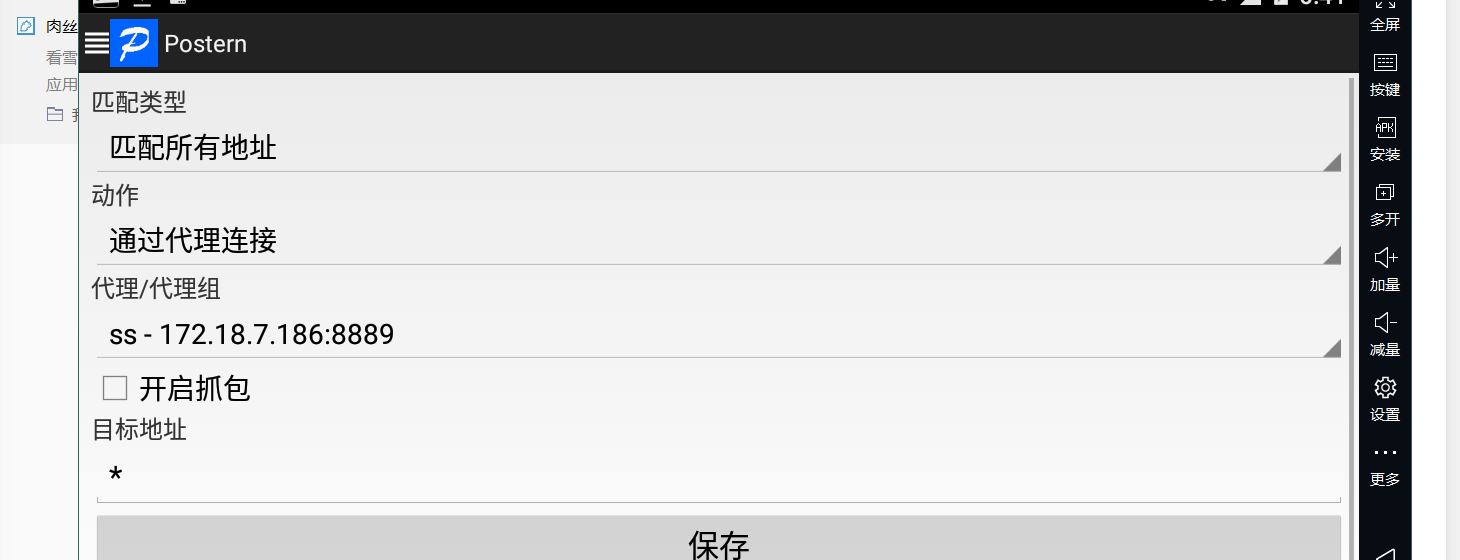 肉丝
看雪
应用
Postern
匹配类型
匹配所有地址
动作
通过代理连接
代理/代理组
ss - 172.18.7.186:8889
开启抓包
目标地址
*
保存
全屏
按键
APK
安装
多开
加量
减量
设置
更多